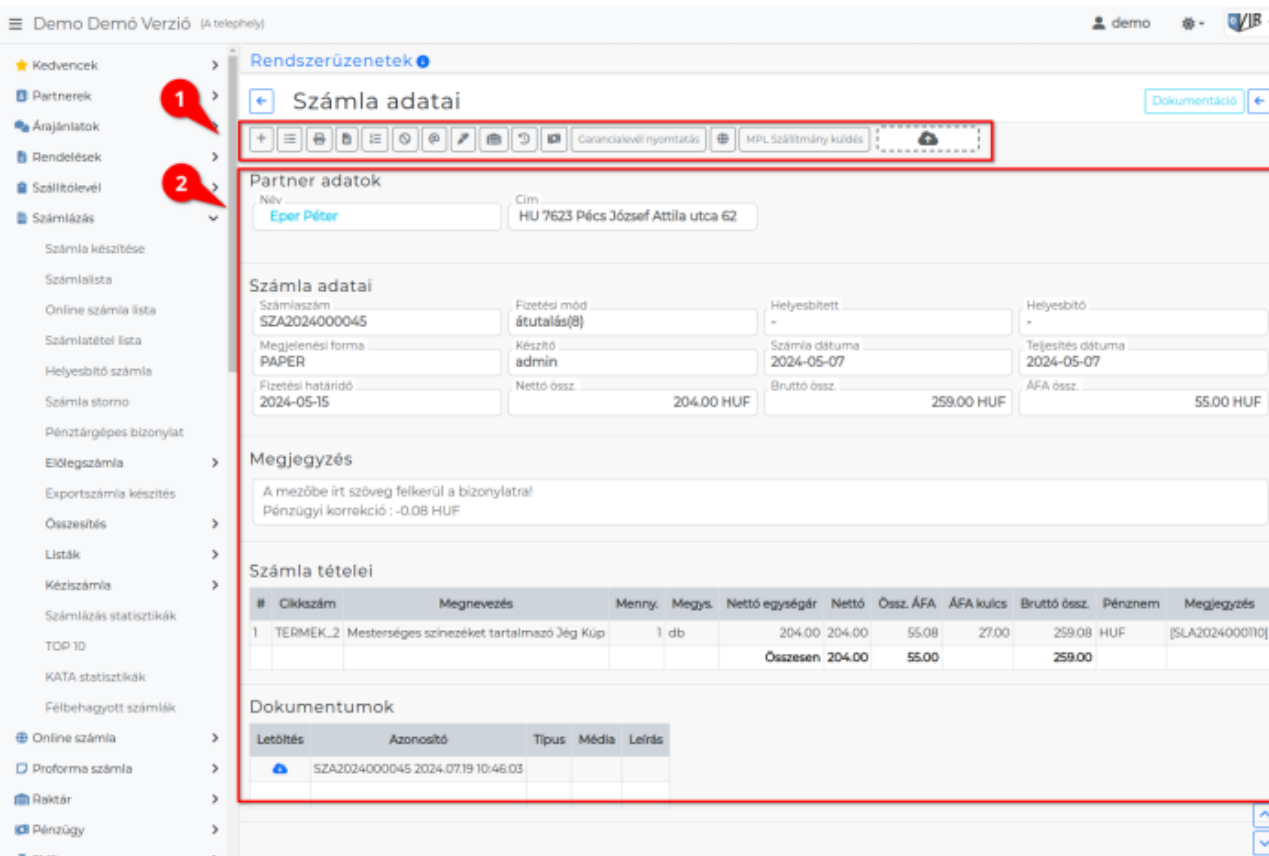 Demo Demó Verzió (A telephely)
demo
Kedvencek
Partnerek
Árajánlatok
Rendelések
Szállítólevél
Számlázás
Számla készítése
Számlalista
Online számla lista
Számlatétel lista
Helyesbítő számla
Számla storno
Pénztárgépes bizonylat
Előlegszámla
Exportszámla készítés
Összesítés
Listák
Kéziszámla
Számlázás statisztikák
TOP 10
KATA statisztikák
Félbehagyott számlák
Online számla
Proforma számla
Raktár
Pénzügy
1
2
Rendszerüzenetek
Számla adatai
Dokumentáció
Garancialevél nyomtatás
MPL Szállítmány küldés
Partner adatok
Név
Cím
Eper Péter
HU 7623 Pécs József Attila utca 62
Számla adatai
Számlaszám
Fizetési mód
Helyesbített
Helyesbítő
SZA2024000045
átutalás(8)
-
-
Megjelenési forma
Készítő
Számla dátuma
Teljesítés dátuma
PAPER
admin
2024-05-07
2024-05-07
Fizetési határidő
Nettó össz.
Bruttó össz.
ÁFA össz.
2024-05-15
204.00 HUF
259.00 HUF
55.00 HUF
Megjegyzés
A mezőbe írt szöveg felkerül a bizonylatra!
Pénzügyi korrekció : -0.08 HUF
Számla tételei
# Cikkszám Megnevezés Menny. Megys. Nettó egységár Nettó Össz. ÁFA ÁFA kulcs Bruttó össz. Pénznem Megjegyzés
1 TERMEK_2 Mesterséges színezéket tartalmazó Jég Kúp 1 db 204.00 204.00 55.08 27.00 259.08 HUF [SLA2024000110]
Összesen 204.00 55.00 259.00
Dokumentumok
Letöltés Azonosító Típus Média Leírás
SZA2024000045 2024.07.19 10:46:03